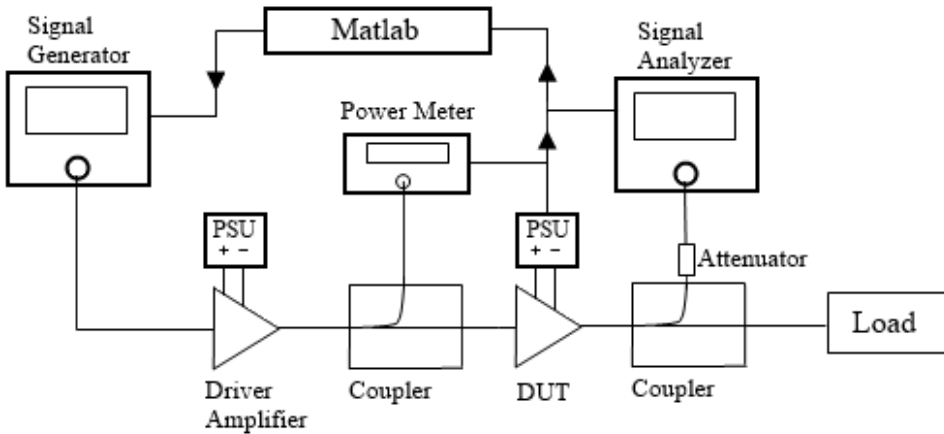 Signal
Generator
Matlab
Signal
Analyzer
Power Meter
PSU
+ −
PSU
+ −
Attenuator
Load
Driver
Amplifier
Coupler
DUT
Coupler